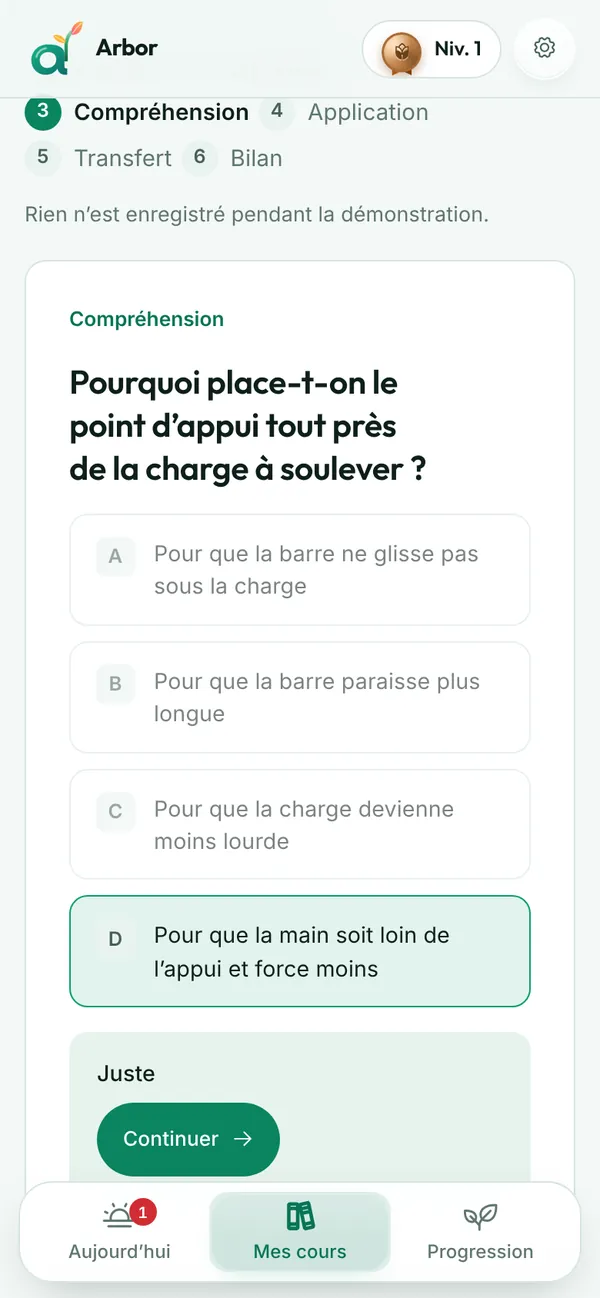 Arbor
Niv. 1
3 Compréhension 4 Application
5 Transfert 6 Bilan
Rien n’est enregistré pendant la démonstration.
Compréhension
Pourquoi place-t-on le
point d’appui tout près
de la charge à soulever ?
A Pour que la barre ne glisse pas
sous la charge
B Pour que la barre paraisse plus
longue
C Pour que la charge devienne
moins lourde
D Pour que la main soit loin de
l’appui et force moins
Juste
Continuer →
1
Aujourd’hui
Mes cours
Progression